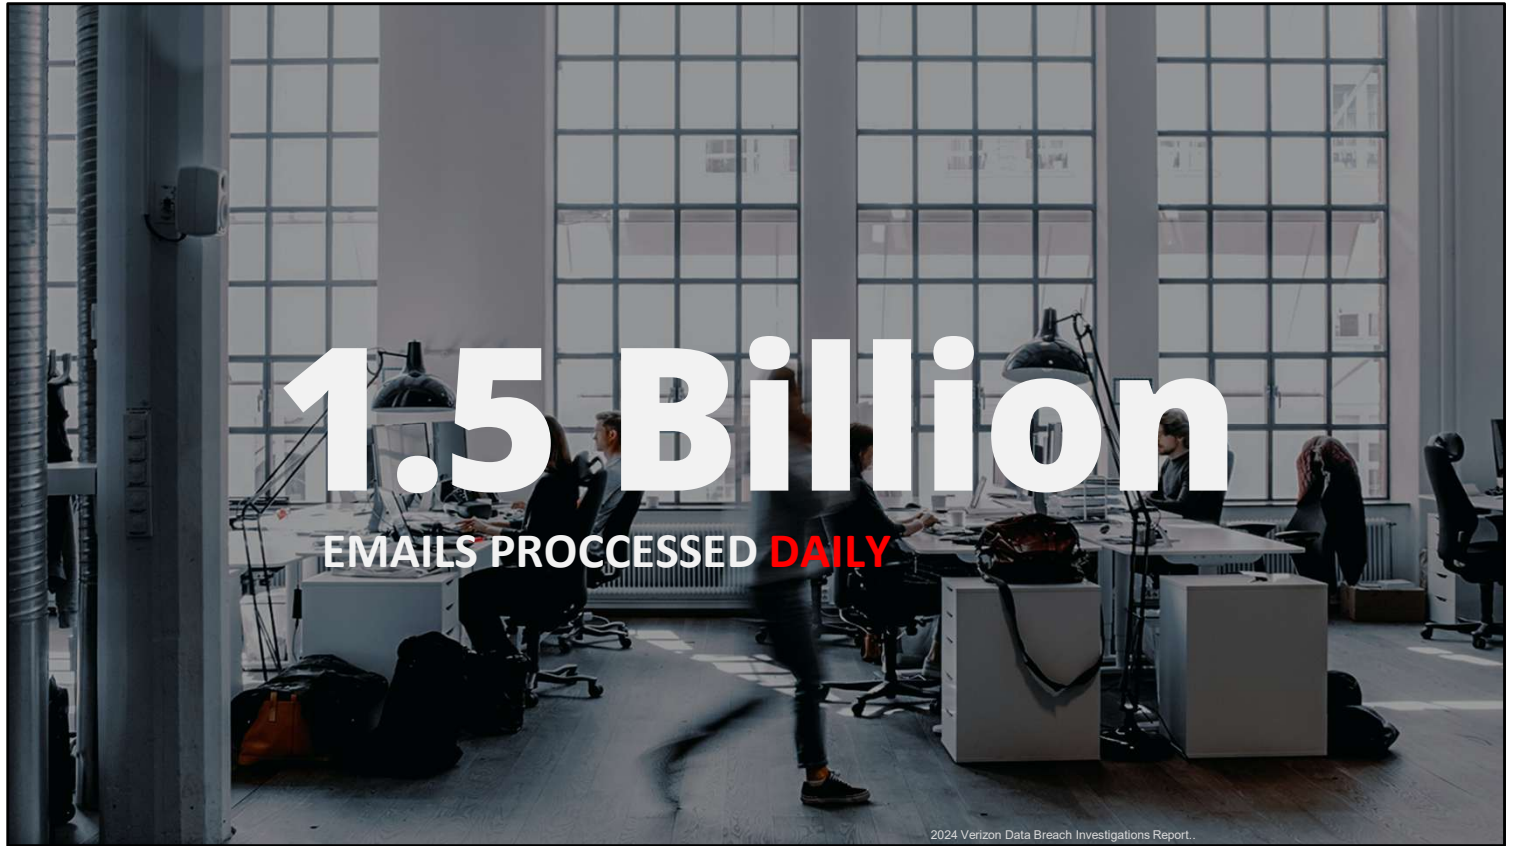 1.5 Billion
EMAILS PROCCESSED DAILY
2024 Verizon Data Breach Investigations Report..